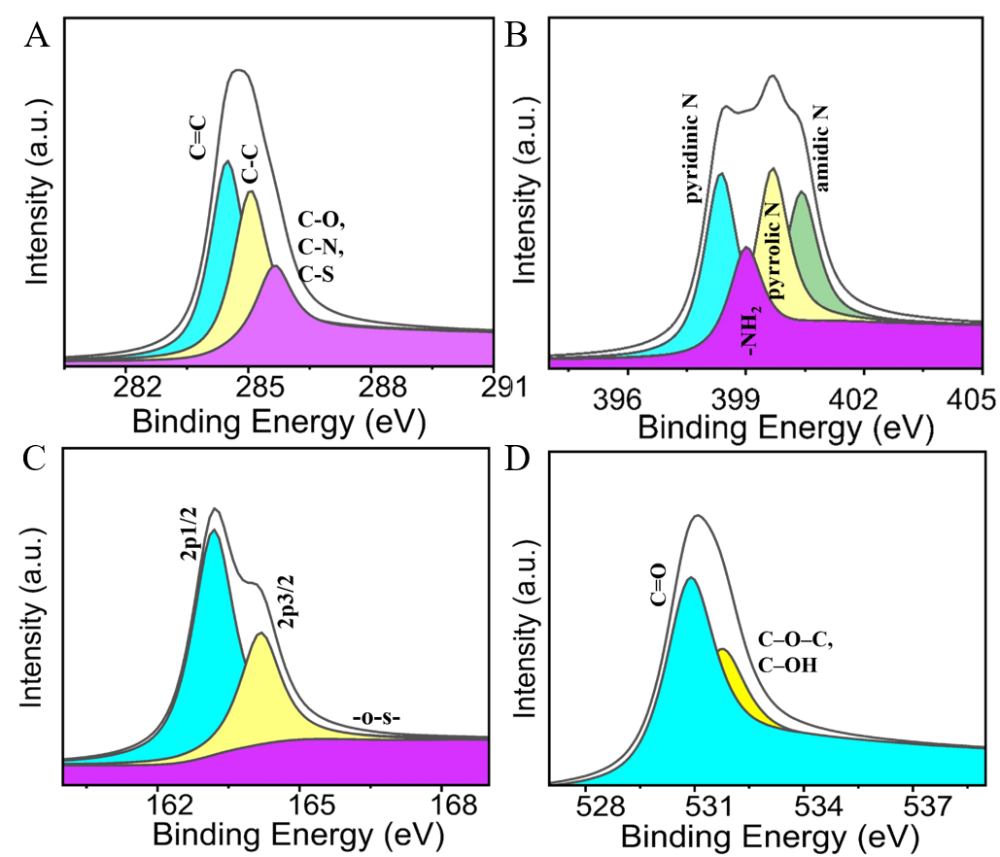 A
Intensity (a.u.)
C=C
C-C
C-O,
C-N,
C-S
282 285 288 291
Binding Energy (eV)
B
Intensity (a.u.)
pyridinic N
-NH2
pyrrolic N
amidic N
396 399 402 405
Binding Energy (eV)
C
Intensity (a.u.)
2p1/2
2p3/2
-o-s-
162 165 168
Binding Energy (eV)
D
Intensity (a.u.)
C=O
C–O–C,
C–OH
528 531 534 537
Binding Energy (eV)